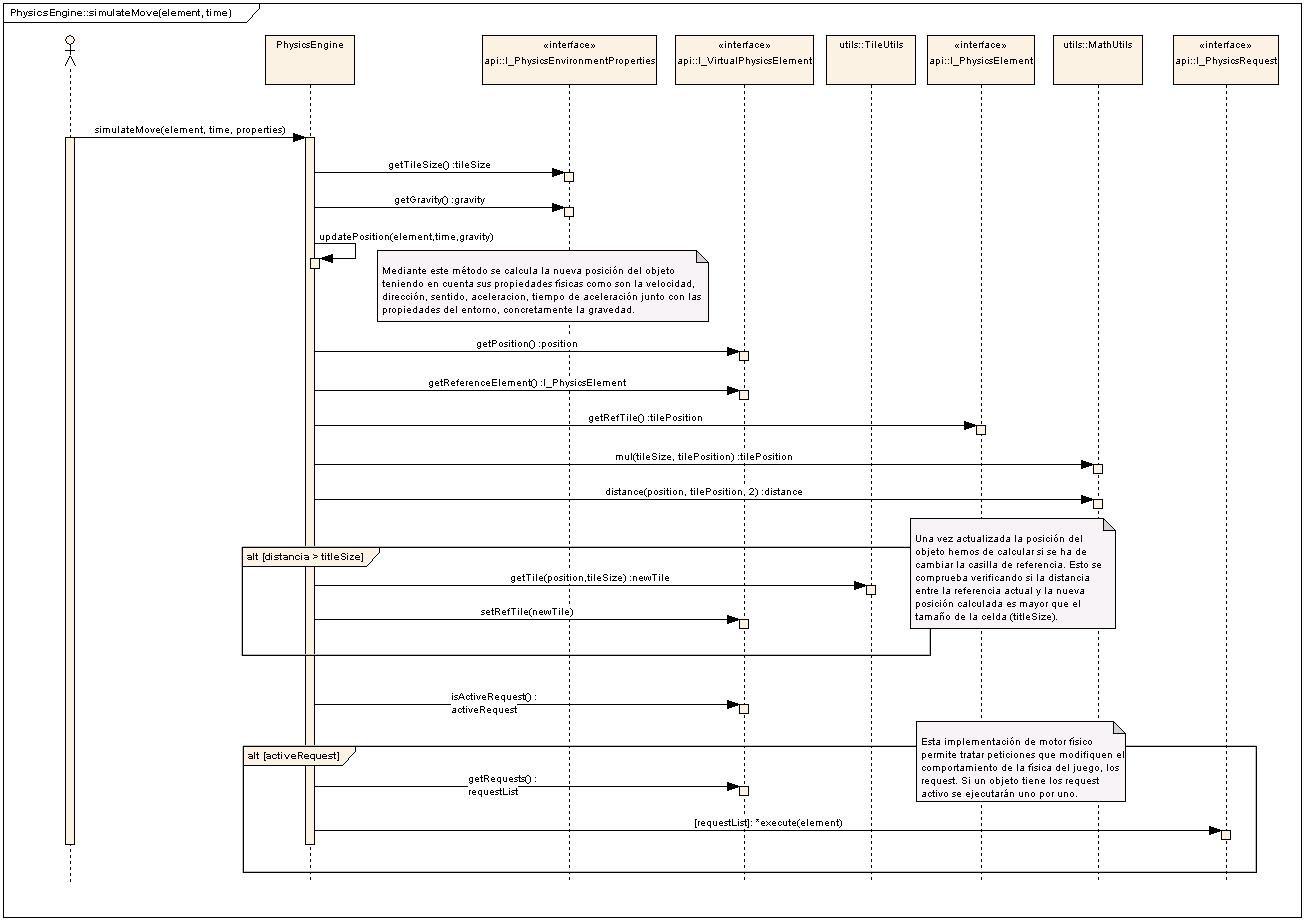 PhysicsEngine::simulateMove(element, time)
PhysicsEngine
«interface»
api::I_PhysicsEnvironmentProperties
«interface»
api::I_VirtualPhysicsElement
utils::TileUtils
«interface»
api::I_PhysicsElement
utils::MathUtils
«interface»
api::I_PhysicsRequest
simulateMove(element, time, properties)
getTileSize() :tileSize
getGravity() :gravity
updatePosition(element,time,gravity)
Mediante este método se calcula la nueva posición del objeto
teniendo en cuenta sus propiedades físicas como son la velocidad,
dirección, sentido, aceleracion, tiempo de aceleración junto con las
propiedades del entorno, concretamente la gravedad.
getPosition() :position
getReferenceElement() :I_PhysicsElement
getRefTile() :tilePosition
mul(tileSize, tilePosition) :tilePosition
distance(position, tilePosition, 2) :distance
Una vez actualizada la posición del
objeto hemos de calcular si se ha de
cambiar la casilla de referencia. Esto se
comprueba verificando si la distancia
entre la referencia actual y la nueva
posición calculada es mayor que el
tamaño de la celda (titleSize).
alt [distancia > titleSize]
getTile(position,tileSize) :newTile
setRefTile(newTile)
isActiveRequest() :
activeRequest
Esta implementación de motor físico
permite tratar peticiones que modifiquen el
comportamiento de la física del juego, los
request. Si un objeto tiene los request
activo se ejecutarán uno por uno.
alt [activeRequest]
getRequests() :
requestList
[requestList]: *execute(element)